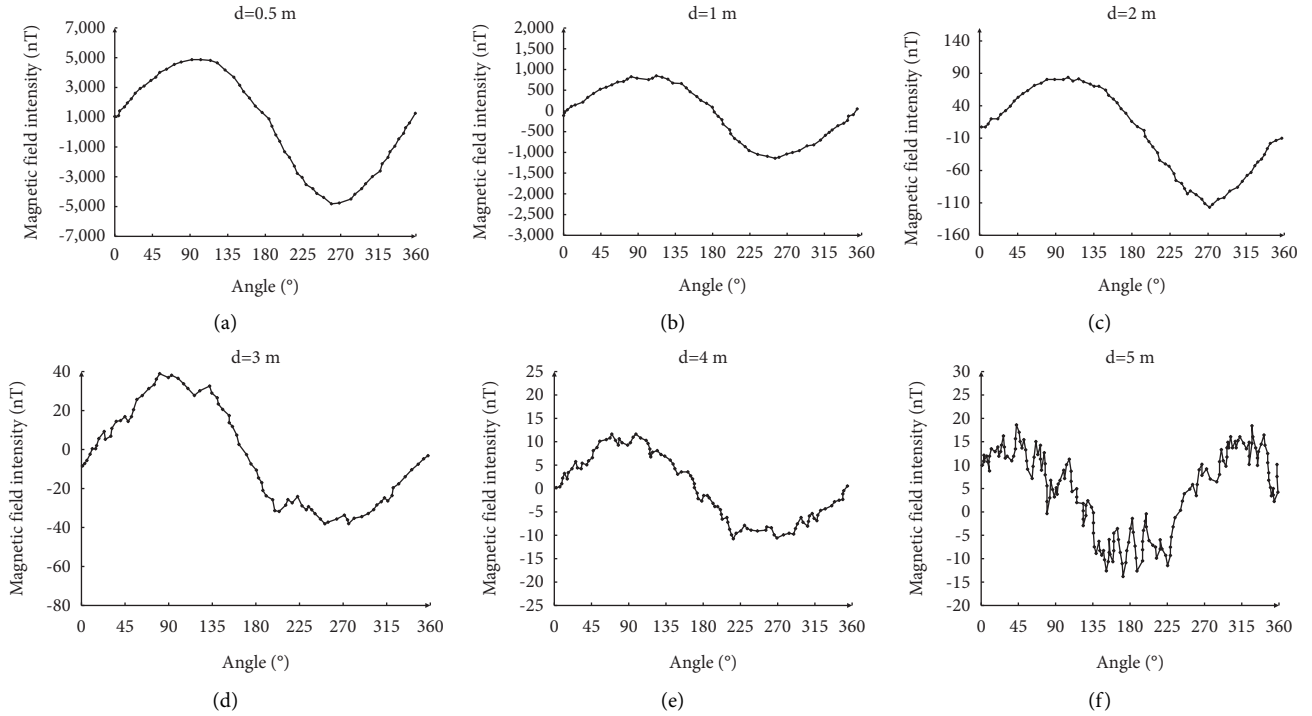 d=0.5 m
Magnetic field intensity (nT)
7,000
5,000
3,000
1,000
-1,000
-3,000
-5,000
7,000
0 45 90 135 180 225 270 315 360
Angle (°)
(a)
d=1 m
Magnetic field intensity (nT)
2,000
1,500
1,000
500
0
-500
-1,000
-1,500
-2,000
-2,500
-3,000
0 45 90 135 180 225 270 315 360
Angle (°)
(b)
d=2 m
Magnetic field intensity (nT)
140
90
40
-10
-60
-110
-160
0 45 90 135 180 225 270 315 360
Angle (°)
(c)
d=3 m
Magnetic field intensity (nT)
40
20
0
-20
-40
-60
-80
0 45 90 135 180 225 270 315 360
Angle (°)
(d)
d=4 m
Magnetic field intensity (nT)
25
20
15
10
5
0
-5
-10
-15
-20
-25
0 45 90 135 180 225 270 315 360
Angle (°)
(e)
d=5 m
Magnetic field intensity (nT)
30
25
20
15
10
5
0
-5
-10
-15
-20
0 45 90 135 180 225 270 315 360
Angle (°)
(f)